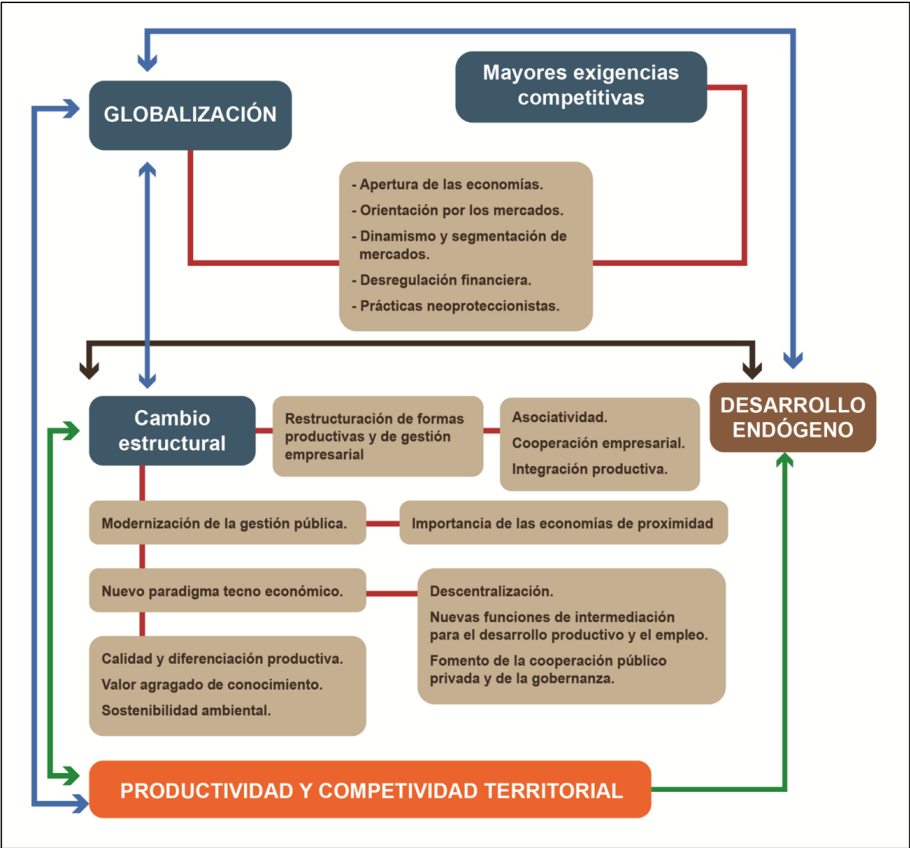 Mayores exigencias
competitivas
GLOBALIZACIÓN
- Apertura de las economías.
- Orientación por los mercados.
- Dinamismo y segmentación de
mercados.
- Desregulación financiera.
- Prácticas neoproteccionistas.
Cambio
estructural
Restructuración de formas
productivas y de gestión
empresarial
Asociatividad.
Cooperación empresarial.
Integración productiva.
DESARROLLO
ENDÓGENO
Modernización de la gestión pública.
Importancia de las economías de proximidad
Nuevo paradigma tecno económico.
Descentralización.
Nuevas funciones de intermediación
para el desarrollo productivo y el empleo.
Fomento de la cooperación público
privada y de la gobernanza.
Calidad y diferenciación productiva.
Valor agragado de conocimiento.
Sostenibilidad ambiental.
PRODUCTIVIDAD Y COMPETIVIDAD TERRITORIAL